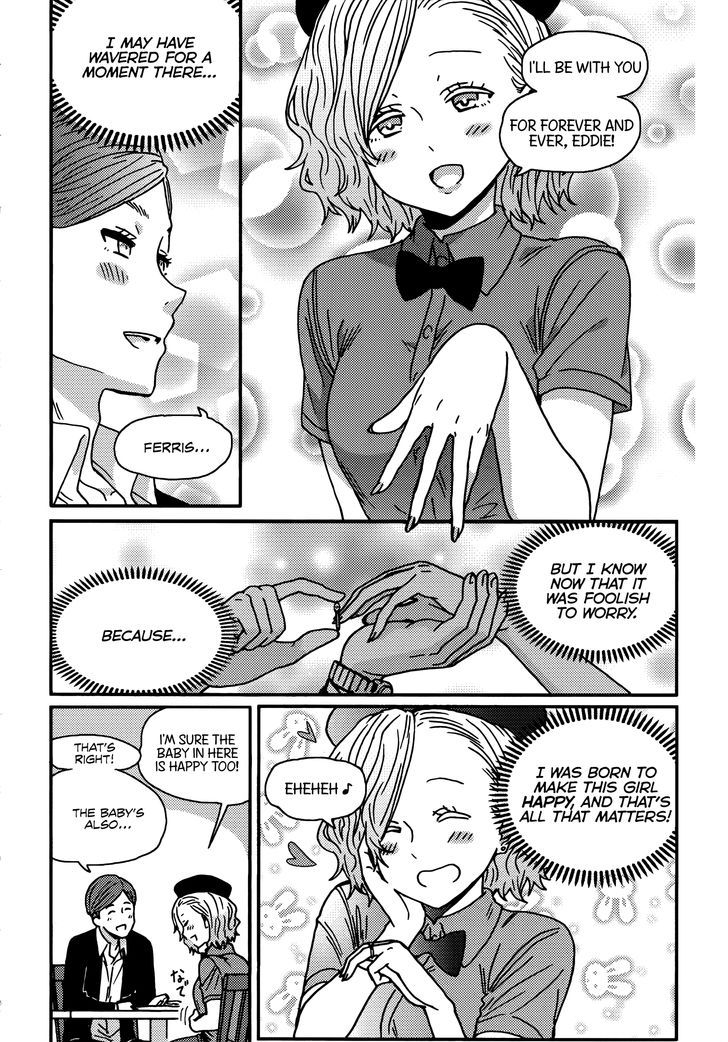 I'LL BE WITH YOU
FOR FOREVER AND
EVER, EDDIE!
I MAY HAVE
WAVERED FOR A
MOMENT THERE...
FERRIS...
BUT I KNOW
NOW THAT IT
WAS FOOLISH
TO WORRY.
BECAUSE...
I WAS BORN TO
MAKE THIS GIRL
HAPPY, AND THAT'S
ALL THAT MATTERS!
EHEHEH ♪
I'M SURE THE
BABY IN HERE
IS HAPPY TOO!
なで
THAT'S
RIGHT!
THE BABY'S
ALSO...